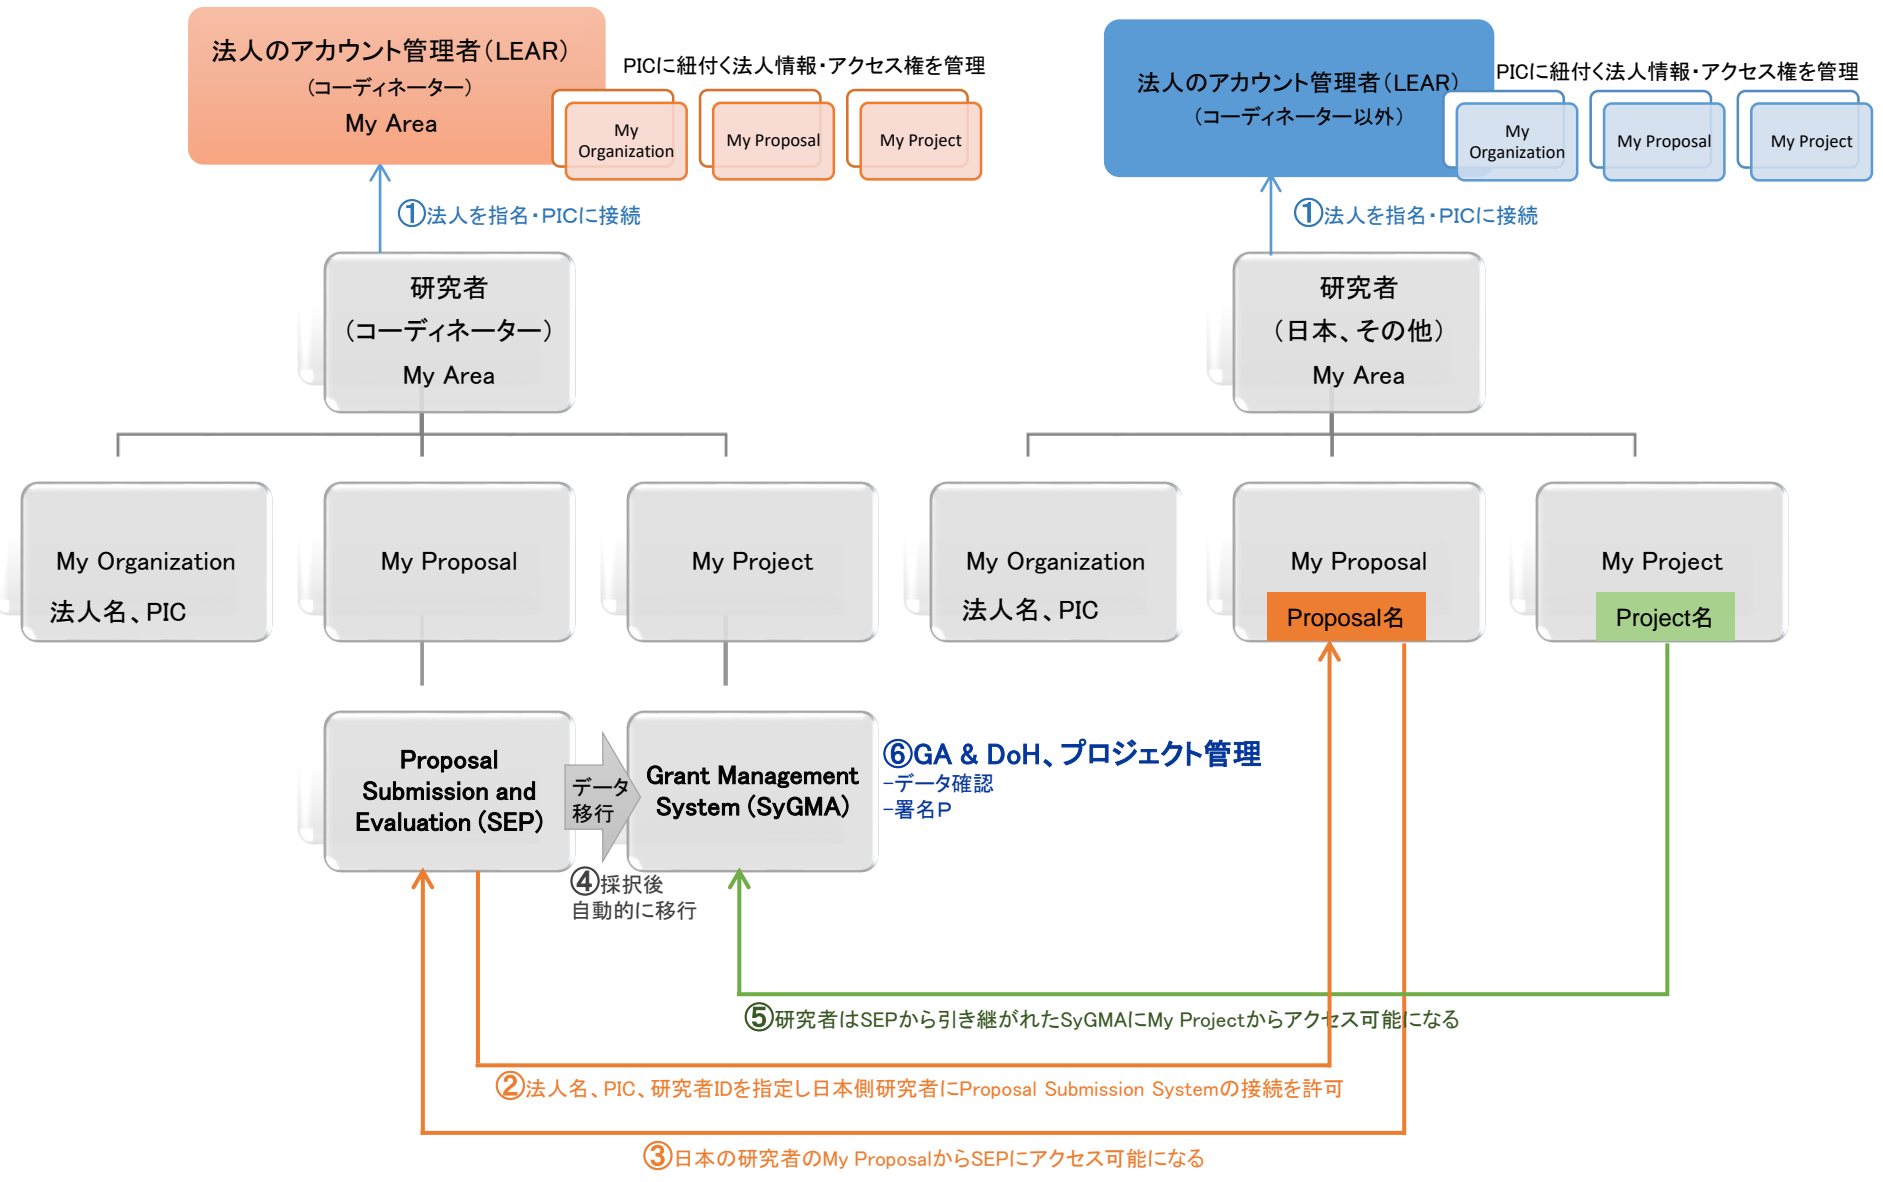 法人のアカウント管理者（LEAR）
（コーディネーター）
My Area
PICに紐付く法人情報・アクセス権を管理
My
Organization
My Proposal
My Project
法人のアカウント管理者（LEAR）
（コーディネーター以外）
PICに紐付く法人情報・アクセス権を管理
My
Organization
My Proposal
My Project
①法人を指名・PICに接続
①法人を指名・PICに接続
研究者
（コーディネーター）
My Area
研究者
（日本、その他）
My Area
My Organization
法人名、PIC
My Proposal
My Project
My Organization
法人名、PIC
My Proposal
Proposal名
My Project
Project名
Proposal
Submission and
Evaluation (SEP)
データ
移行
Grant Management
System (SyGMA)
⑥GA & DoH、プロジェクト管理
-データ確認
-署名P
④採択後
自動的に移行
⑤研究者はSEPから引き継がれたSyGMAにMy Projectからアクセス可能になる
②法人名、PIC、研究者IDを指定し日本側研究者にProposal Submission Systemの接続を許可
③日本の研究者のMy ProposalからSEPにアクセス可能になる